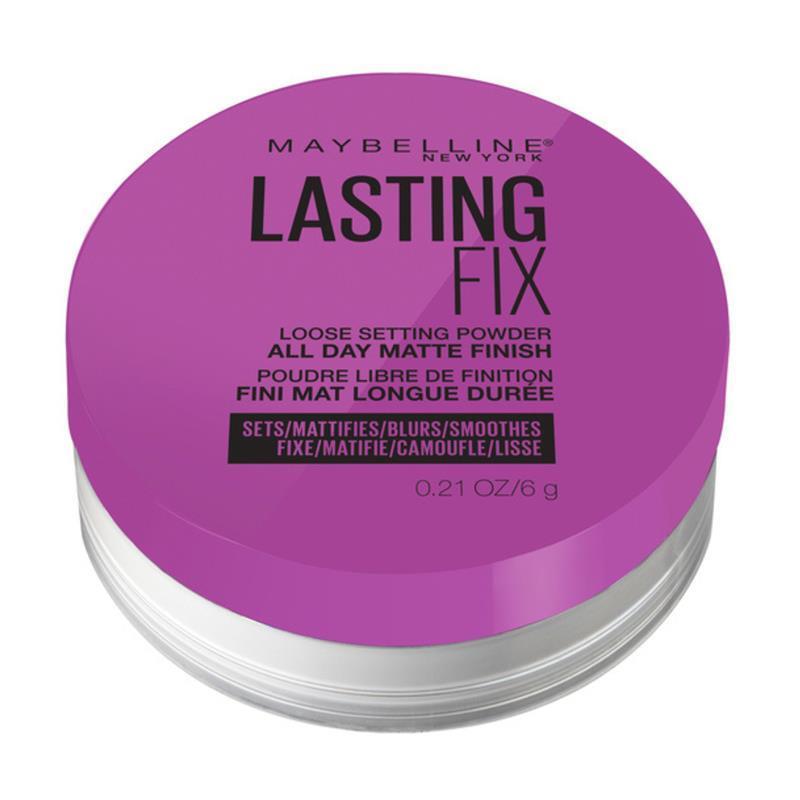 MAYBELLINE®
NEW YORK
LASTING
FIX
LOOSE SETTING POWDER
ALL DAY MATTE FINISH
POUDRE LIBRE DE FINITION
FINI MAT LONGUE DURÉE
SETS/MATTIFIES/BLURS/SMOOTHES
FIXE/MATIFIE/CAMOUFLE/LISSE
0.21 OZ/6 g